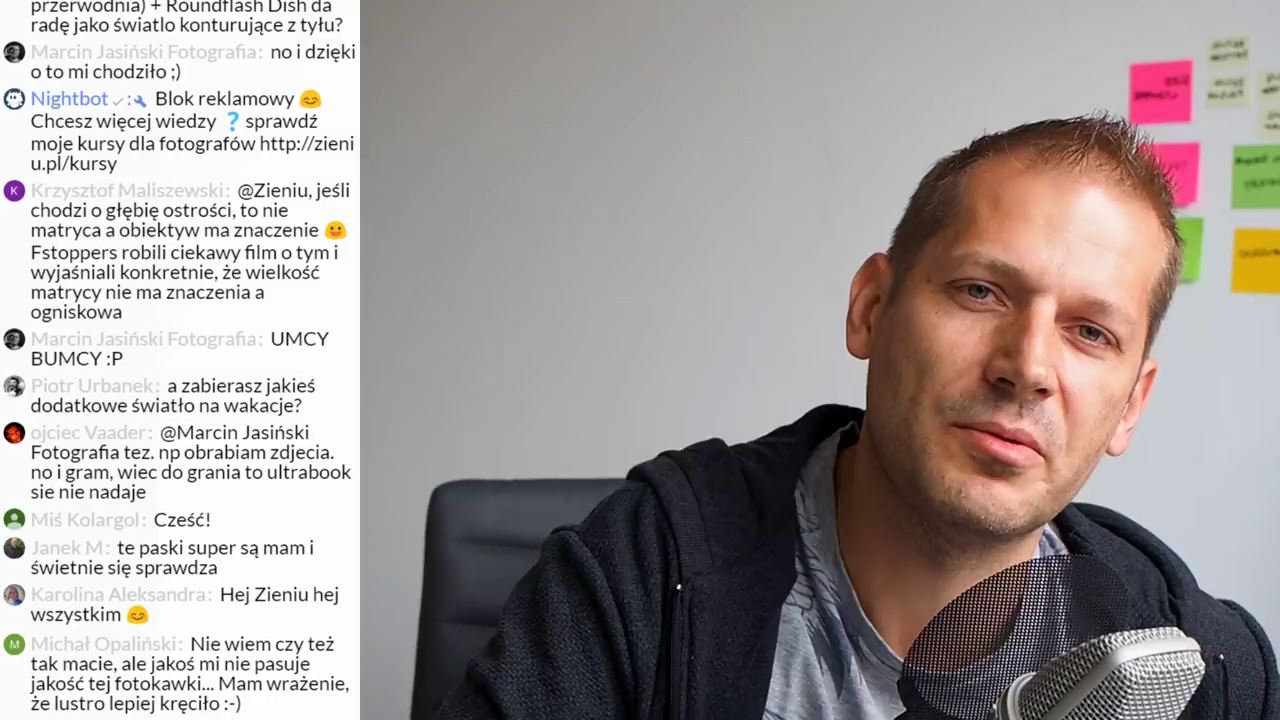 przerwodnia) + Roundflash Dish da
radę jako światlo konturujące z tyłu?
Marcin Jasiński Fotografia: no i dzięki
o to mi chodziło ;)
Nightbot ✓:🔧 Blok reklamowy 😊
Chcesz więcej wiedzy ❓ sprawdź
moje kursy dla fotografów http://zieni
u.pl/kursy
K Krzysztof Maliszewski: @Zieniu, jeśli
chodzi o głębię ostrości, to nie
matryca a obiektyw ma znaczenie 😃
Fstoppers robili ciekawy film o tym i
wyjaśniali konkretnie, że wielkość
matrycy nie ma znaczenia a
ogniskowa
Marcin Jasiński Fotografia: UMCY
BUMCY :P
Piotr Urbanek: a zabierasz jakieś
dodatkowe światło na wakacje?
ojciec Vaader: @Marcin Jasiński
Fotografia tez. np obrabiam zdjecia.
no i gram, wiec do grania to ultrabook
sie nie nadaje
Miś Kolargol: Cześć!
Janek M: te paski super są mam i
świetnie się sprawdza
Karolina Aleksandra: Hej Zieniu hej
wszystkim 😊
M Michał Opaliński: Nie wiem czy też
tak macie, ale jakoś mi nie pasuje
jakość tej fotokawki... Mam wrażenie,
że lustro lepiej kręciło :-)